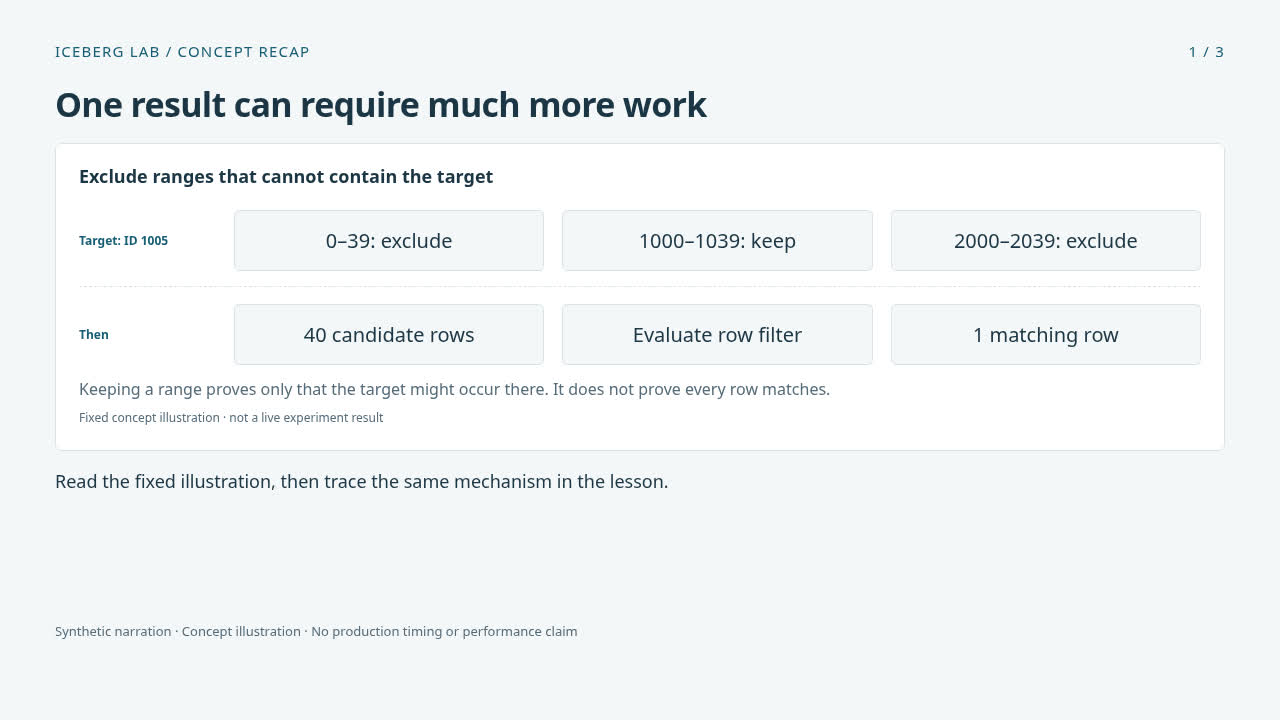 ICEBERG LAB / CONCEPT RECAP
1 / 3
One result can require much more work
Exclude ranges that cannot contain the target
Target: ID 1005
0–39: exclude
1000–1039: keep
2000–2039: exclude
Then
40 candidate rows
Evaluate row filter
1 matching row
Keeping a range proves only that the target might occur there. It does not prove every row matches.
Fixed concept illustration · not a live experiment result
Read the fixed illustration, then trace the same mechanism in the lesson.
Synthetic narration · Concept illustration · No production timing or performance claim